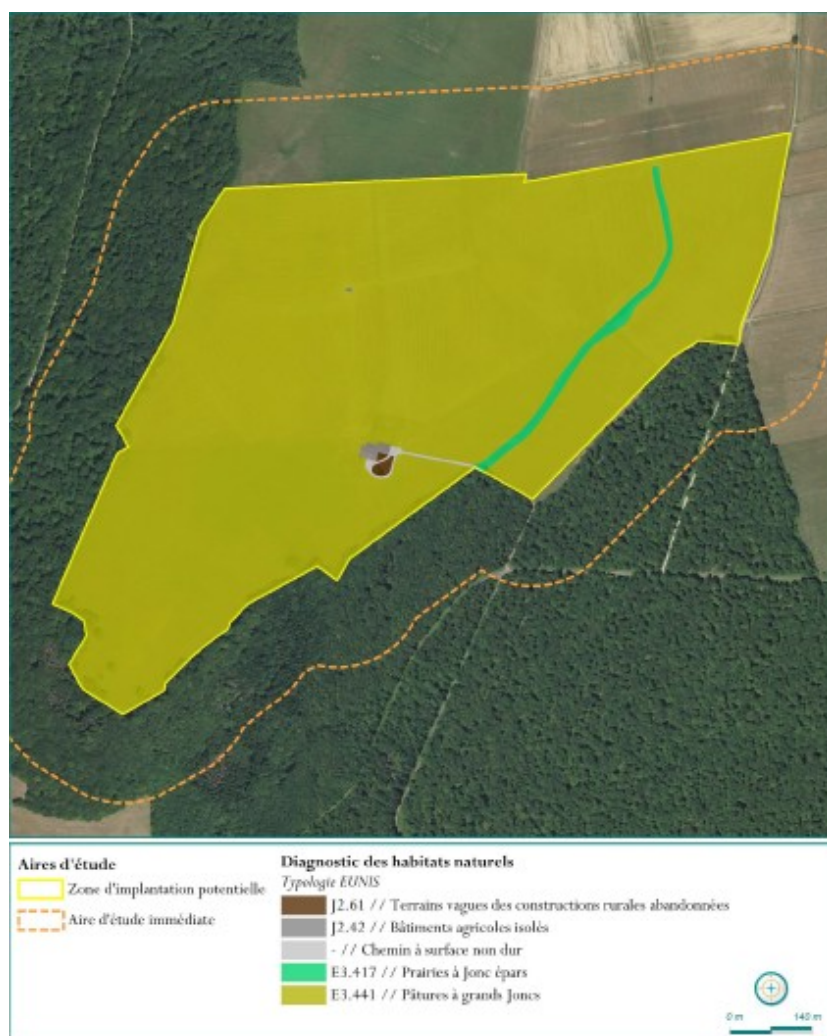 Aires d'étude
Zone d'implantation potentielle
Aire d'étude immédiate
Diagnostic des habitats naturels
Typologie EUNIS
J2.61 // Terrains vagues des constructions rurales abandonnées
J2.42 // Bâtiments agricoles isolés
- // Chemin à surface non dur
E3.417 // Prairies à Jonc épars
E3.441 // Pâtures à grands Joncs
0 m 140 m